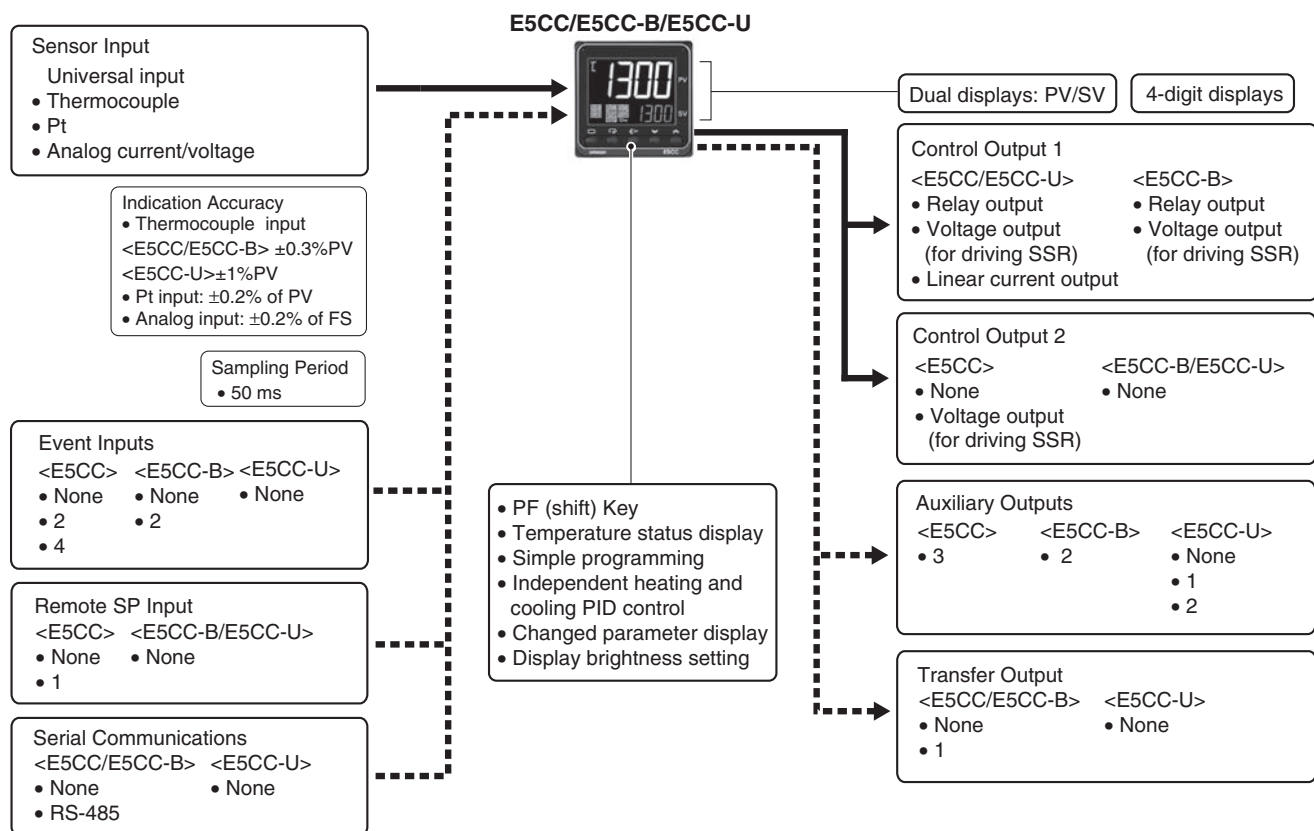 E5CC/E5CC-B/E5CC-U
Sensor Input
Universal input
• Thermocouple
• Pt
• Analog current/voltage
Indication Accuracy
• Thermocouple input
<E5CC/E5CC-B> ±0.3%PV
<E5CC-U>±1%PV
• Pt input: ±0.2% of PV
• Analog input: ±0.2% of FS
Sampling Period
• 50 ms
Event Inputs
<E5CC> <E5CC-B> <E5CC-U>
• None • None • None
• 2 • 2
• 4
Remote SP Input
<E5CC> <E5CC-B/E5CC-U>
• None • None
• 1
Serial Communications
<E5CC/E5CC-B> <E5CC-U>
• None • None
• RS-485
1300
PV
1300
SV
E5CC
• PF (shift) Key
• Temperature status display
• Simple programming
• Independent heating and
cooling PID control
• Changed parameter display
• Display brightness setting
Dual displays: PV/SV
4-digit displays
Control Output 1
<E5CC/E5CC-U> <E5CC-B>
• Relay output • Relay output
• Voltage output • Voltage output
(for driving SSR) (for driving SSR)
• Linear current output
Control Output 2
<E5CC> <E5CC-B/E5CC-U>
• None • None
• Voltage output
(for driving SSR)
Auxiliary Outputs
<E5CC> <E5CC-B> <E5CC-U>
• 3 • 2 • None
• 1
• 2
Transfer Output
<E5CC/E5CC-B> <E5CC-U>
• None • None
• 1